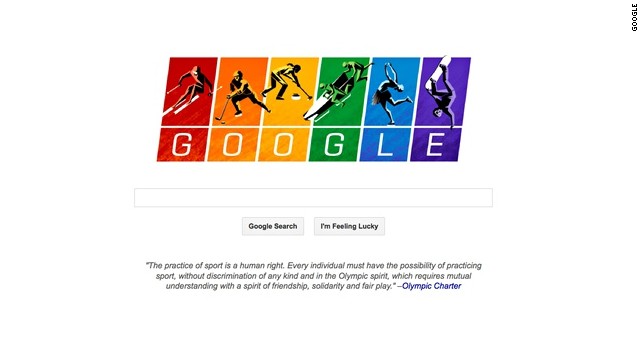 GOOGLE
GOOGLE
Google Search
I'm Feeling Lucky
"The practice of sport is a human right. Every individual must have the possibility of practicing
sport, without discrimination of any kind and in the Olympic spirit, which requires mutual
understanding with a spirit of friendship, solidarity and fair play." –Olympic Charter